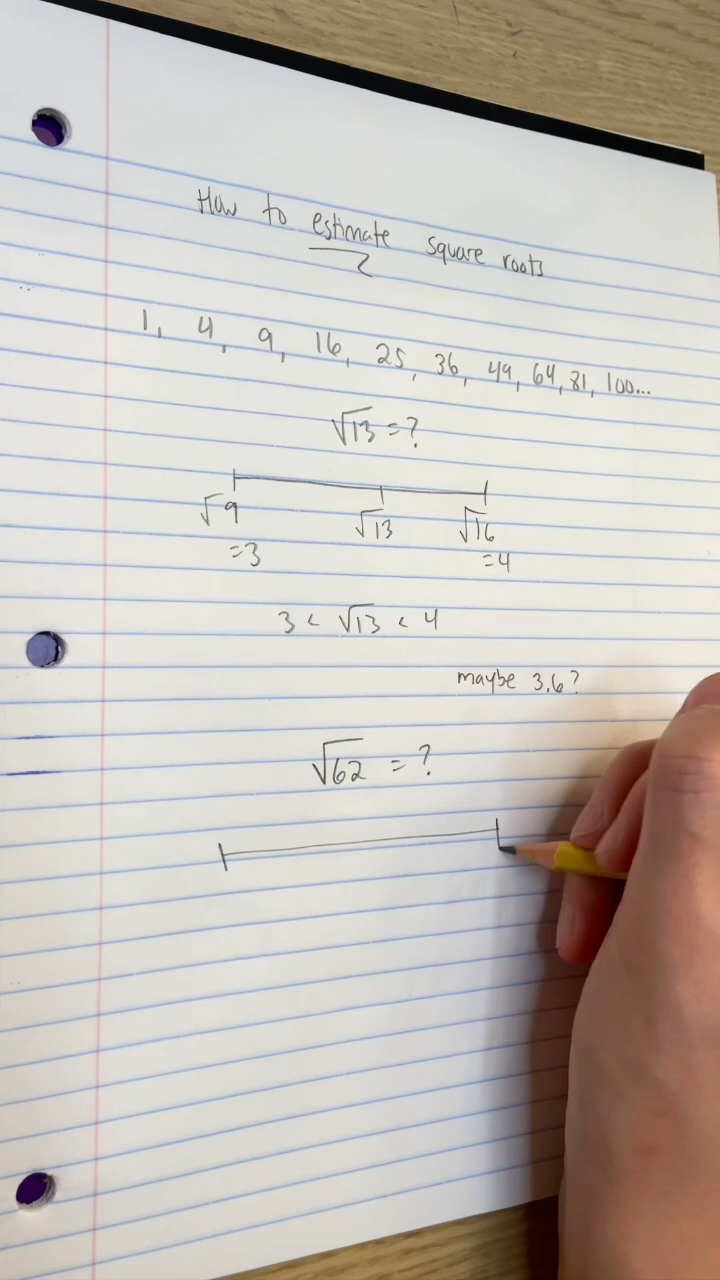 How to estimate square roots
1, 4, 9, 16, 25, 36, 49, 64, 81, 100...
√13 = ?
√9 √13 √16
=3 =4
3 < √13 < 4
maybe 3.6?
√62 = ?